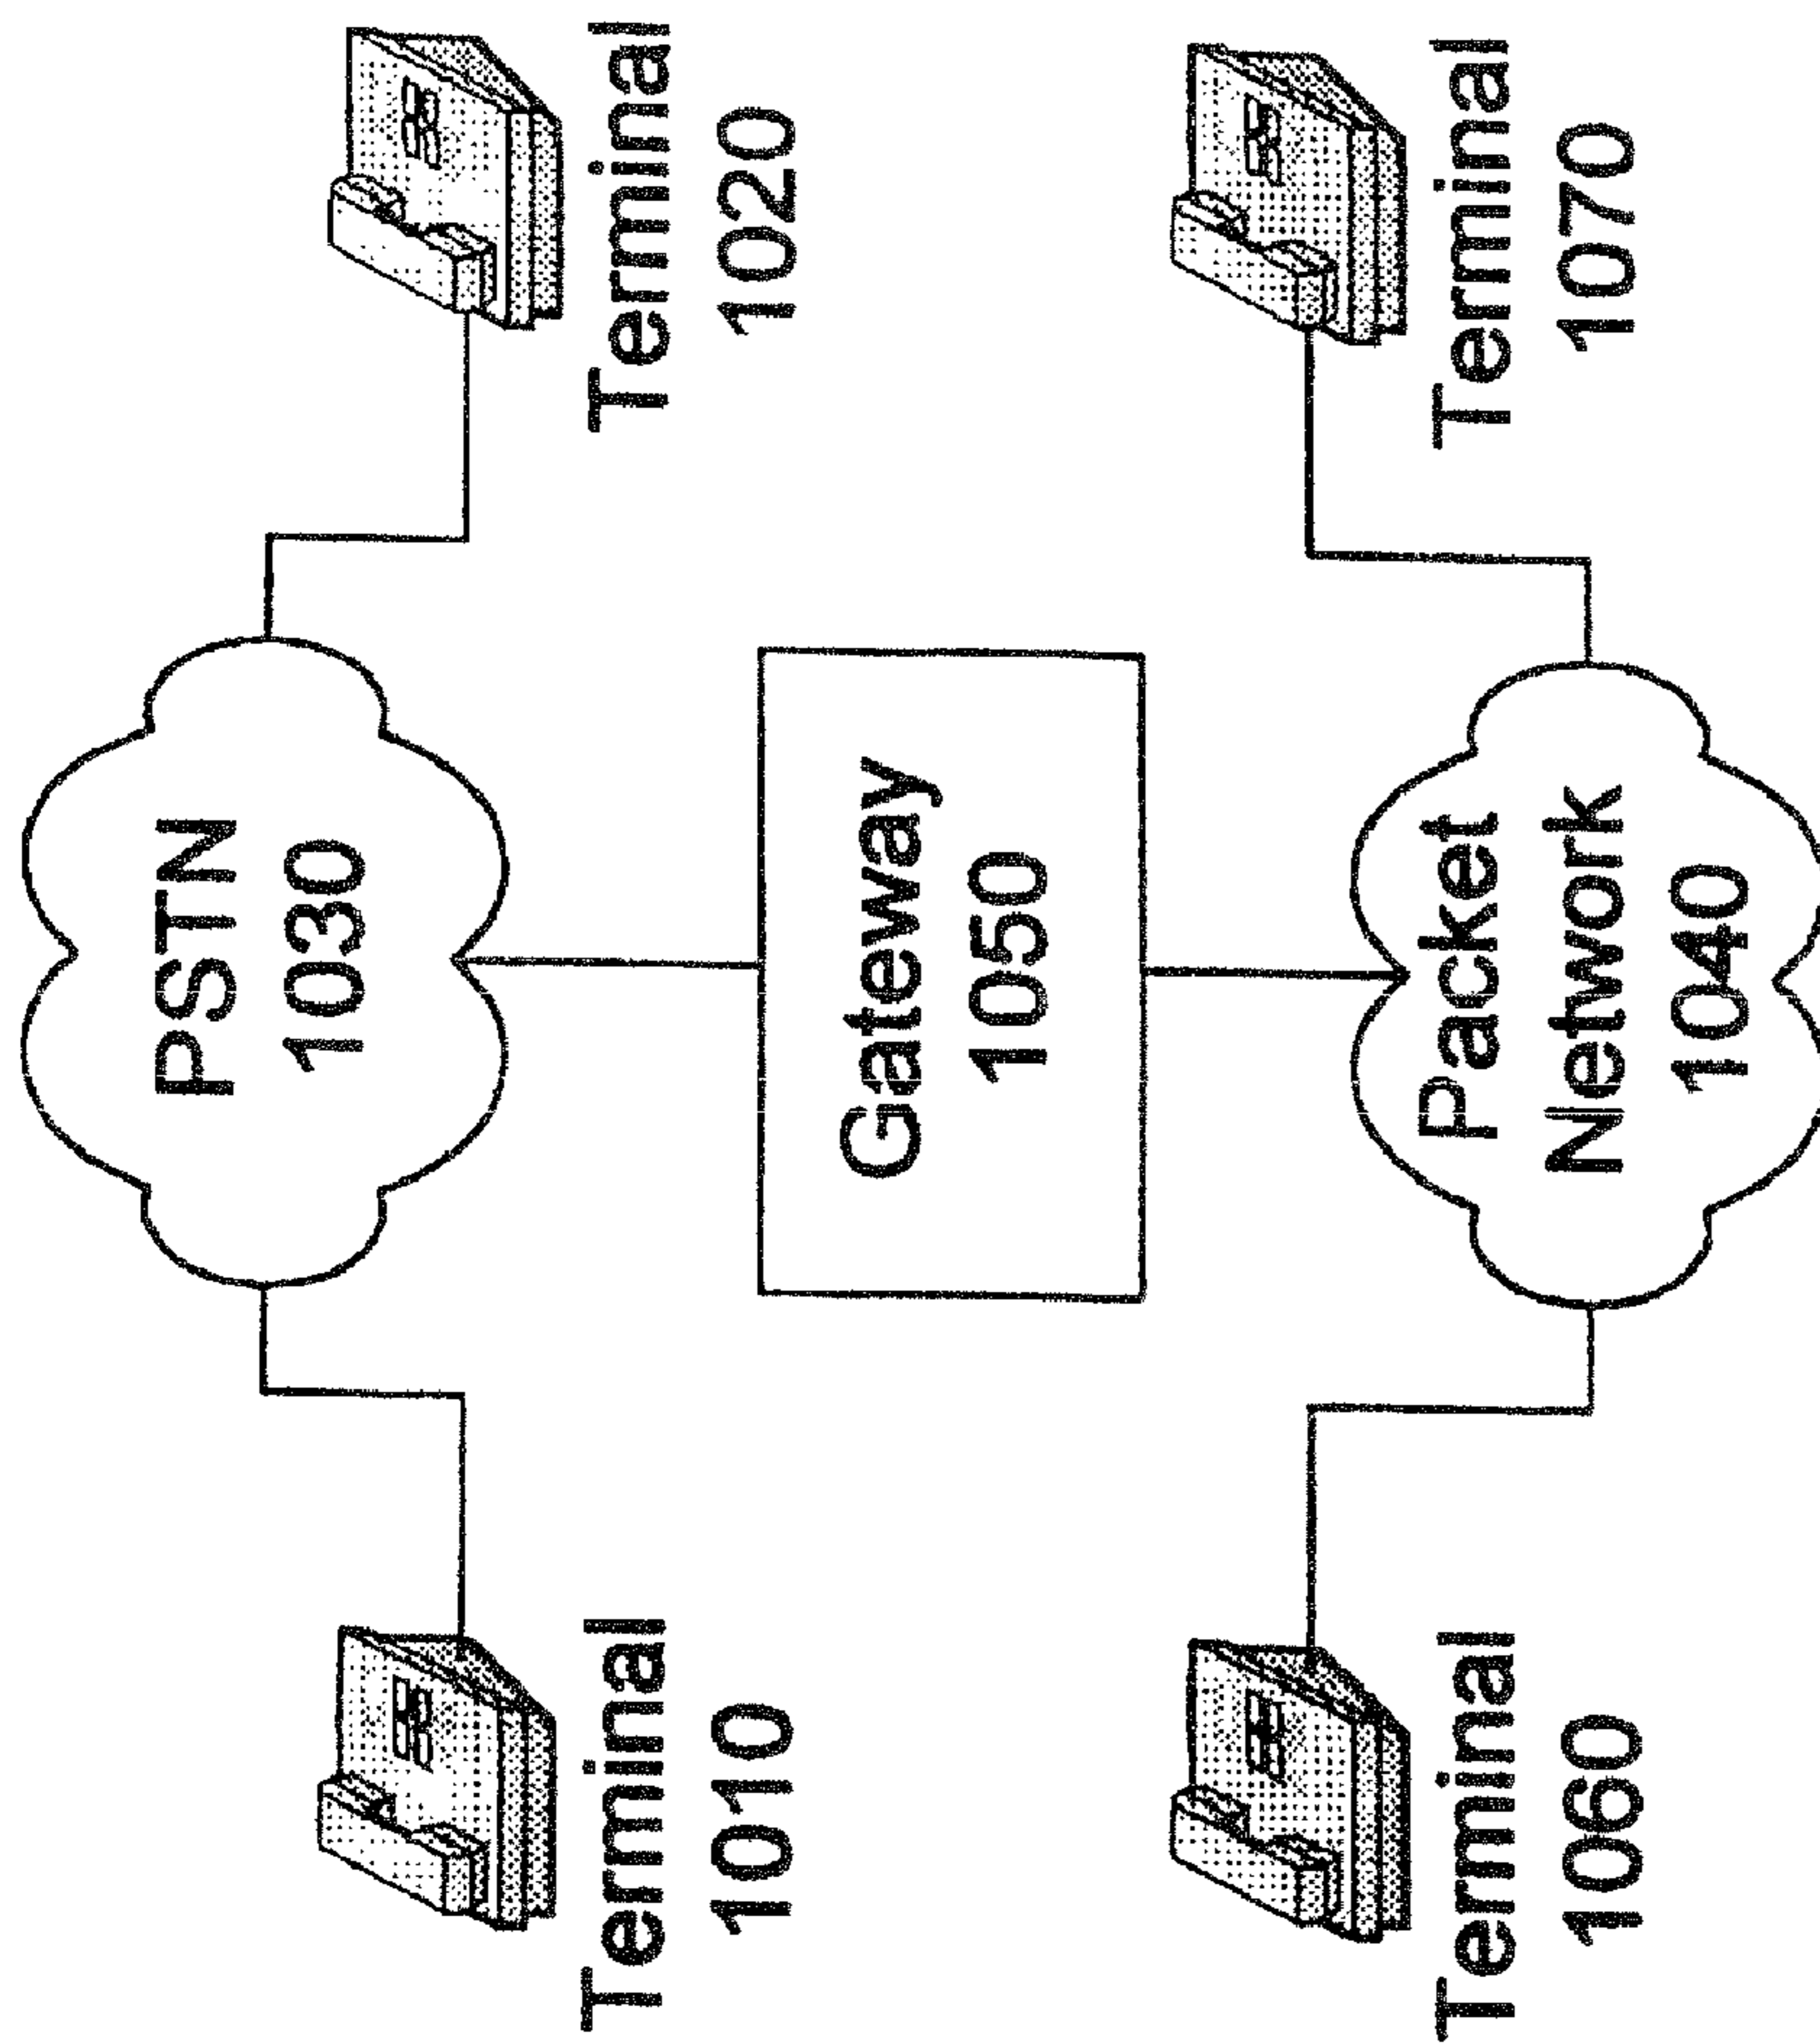 Terminal
1010
PSTN
1030
Terminal
1020
Gateway
1050
Terminal
1060
Packet
Network
1040
Terminal
1070